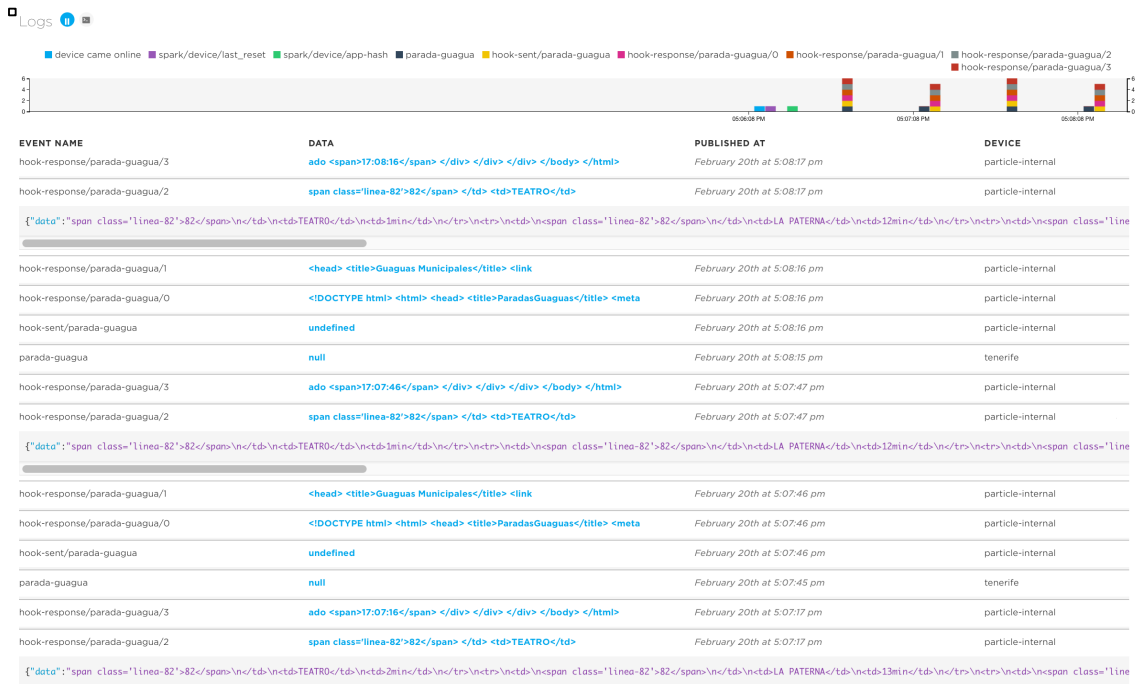 Logs
device came online spark/device/last_reset spark/device/app-hash parada-guagua hook-sent/parada-guagua hook-response/parada-guagua/0 hook-response/parada-guagua/1 hook-response/parada-guagua/2
hook-response/parada-guagua/3
6 6
4 4
2 2
0 0
05:06:08 PM 05:07:08 PM 05:08:08 PM
EVENT NAME DATA PUBLISHED AT DEVICE
hook-response/parada-guagua/3 ado <span>17:08:16</span> </div> </div> </div> </body> </html> February 20th at 5:08:17 pm particle-internal
hook-response/parada-guagua/2 span class='linea-82'>82</span> </td> <td>TEATRO</td> February 20th at 5:08:17 pm particle-internal
{"data":"span class='linea-82'>82</span>\n</td>\n<td>TEATRO</td>\n<td>1min</td>\n</tr>\n<tr>\n<td>\n<span class='linea-82'>82</span>\n</td>\n<td>LA PATERNA</td>\n<td>12min</td>\n</tr>\n<tr>\n<td>\n<span class='line
hook-response/parada-guagua/1 <head> <title>Guaguas Municipales</title> <link February 20th at 5:08:16 pm particle-internal
hook-response/parada-guagua/0 <!DOCTYPE html> <html> <head> <title>ParadasGuaguas</title> <meta February 20th at 5:08:16 pm particle-internal
hook-sent/parada-guagua undefined February 20th at 5:08:16 pm particle-internal
parada-guagua null February 20th at 5:08:15 pm tenerife
hook-response/parada-guagua/3 ado <span>17:07:46</span> </div> </div> </div> </body> </html> February 20th at 5:07:47 pm particle-internal
hook-response/parada-guagua/2 span class='linea-82'>82</span> </td> <td>TEATRO</td> February 20th at 5:07:47 pm particle-internal
{"data":"span class='linea-82'>82</span>\n</td>\n<td>TEATRO</td>\n<td>1min</td>\n</tr>\n<tr>\n<td>\n<span class='linea-82'>82</span>\n</td>\n<td>LA PATERNA</td>\n<td>12min</td>\n</tr>\n<tr>\n<td>\n<span class='line
hook-response/parada-guagua/1 <head> <title>Guaguas Municipales</title> <link February 20th at 5:07:46 pm particle-internal
hook-response/parada-guagua/0 <!DOCTYPE html> <html> <head> <title>ParadasGuaguas</title> <meta February 20th at 5:07:46 pm particle-internal
hook-sent/parada-guagua undefined February 20th at 5:07:46 pm particle-internal
parada-guagua null February 20th at 5:07:45 pm tenerife
hook-response/parada-guagua/3 ado <span>17:07:16</span> </div> </div> </div> </body> </html> February 20th at 5:07:17 pm particle-internal
hook-response/parada-guagua/2 span class='linea-82'>82</span> </td> <td>TEATRO</td> February 20th at 5:07:17 pm particle-internal
{"data":"span class='linea-82'>82</span>\n</td>\n<td>TEATRO</td>\n<td>2min</td>\n</tr>\n<tr>\n<td>\n<span class='linea-82'>82</span>\n</td>\n<td>LA PATERNA</td>\n<td>13min</td>\n</tr>\n<tr>\n<td>\n<span class='line